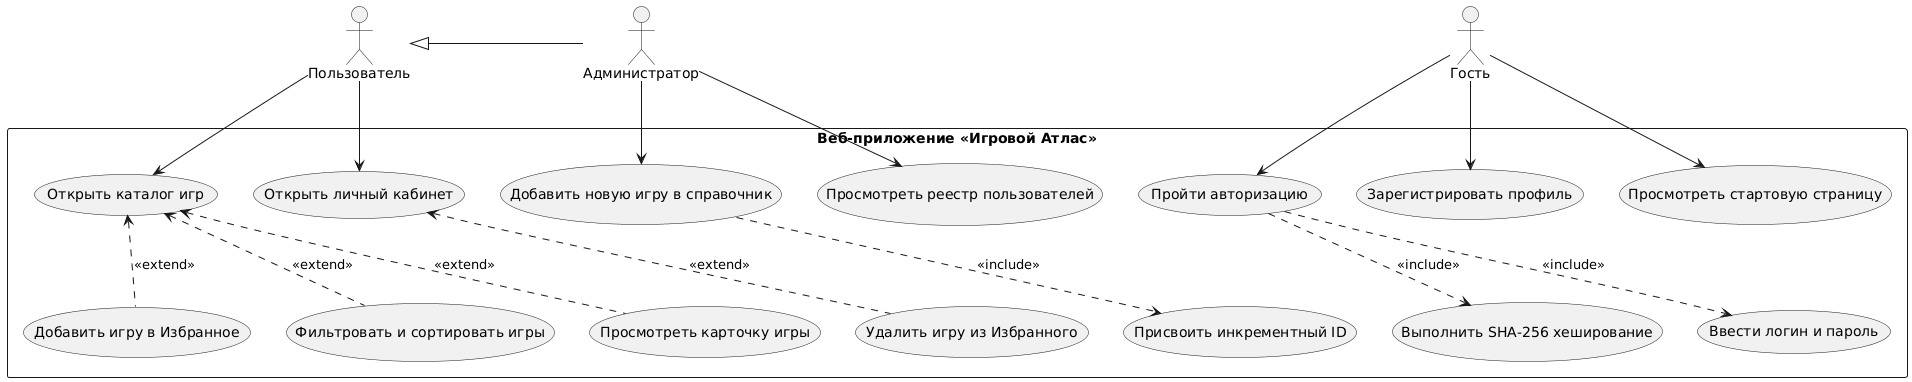 Пользователь
Администратор
Гость
Веб-приложение «Игровой Атлас»
Открыть каталог игр
Открыть личный кабинет
Добавить новую игру в справочник
Просмотреть реестр пользователей
Пройти авторизацию
Зарегистрировать профиль
Просмотреть стартовую страницу
«extend»
«extend»
«extend»
«extend»
«include»
«include»
«include»
Добавить игру в Избранное
Фильтровать и сортировать игры
Просмотреть карточку игры
Удалить игру из Избранного
Присвоить инкрементный ID
Выполнить SHA-256 хеширование
Ввести логин и пароль